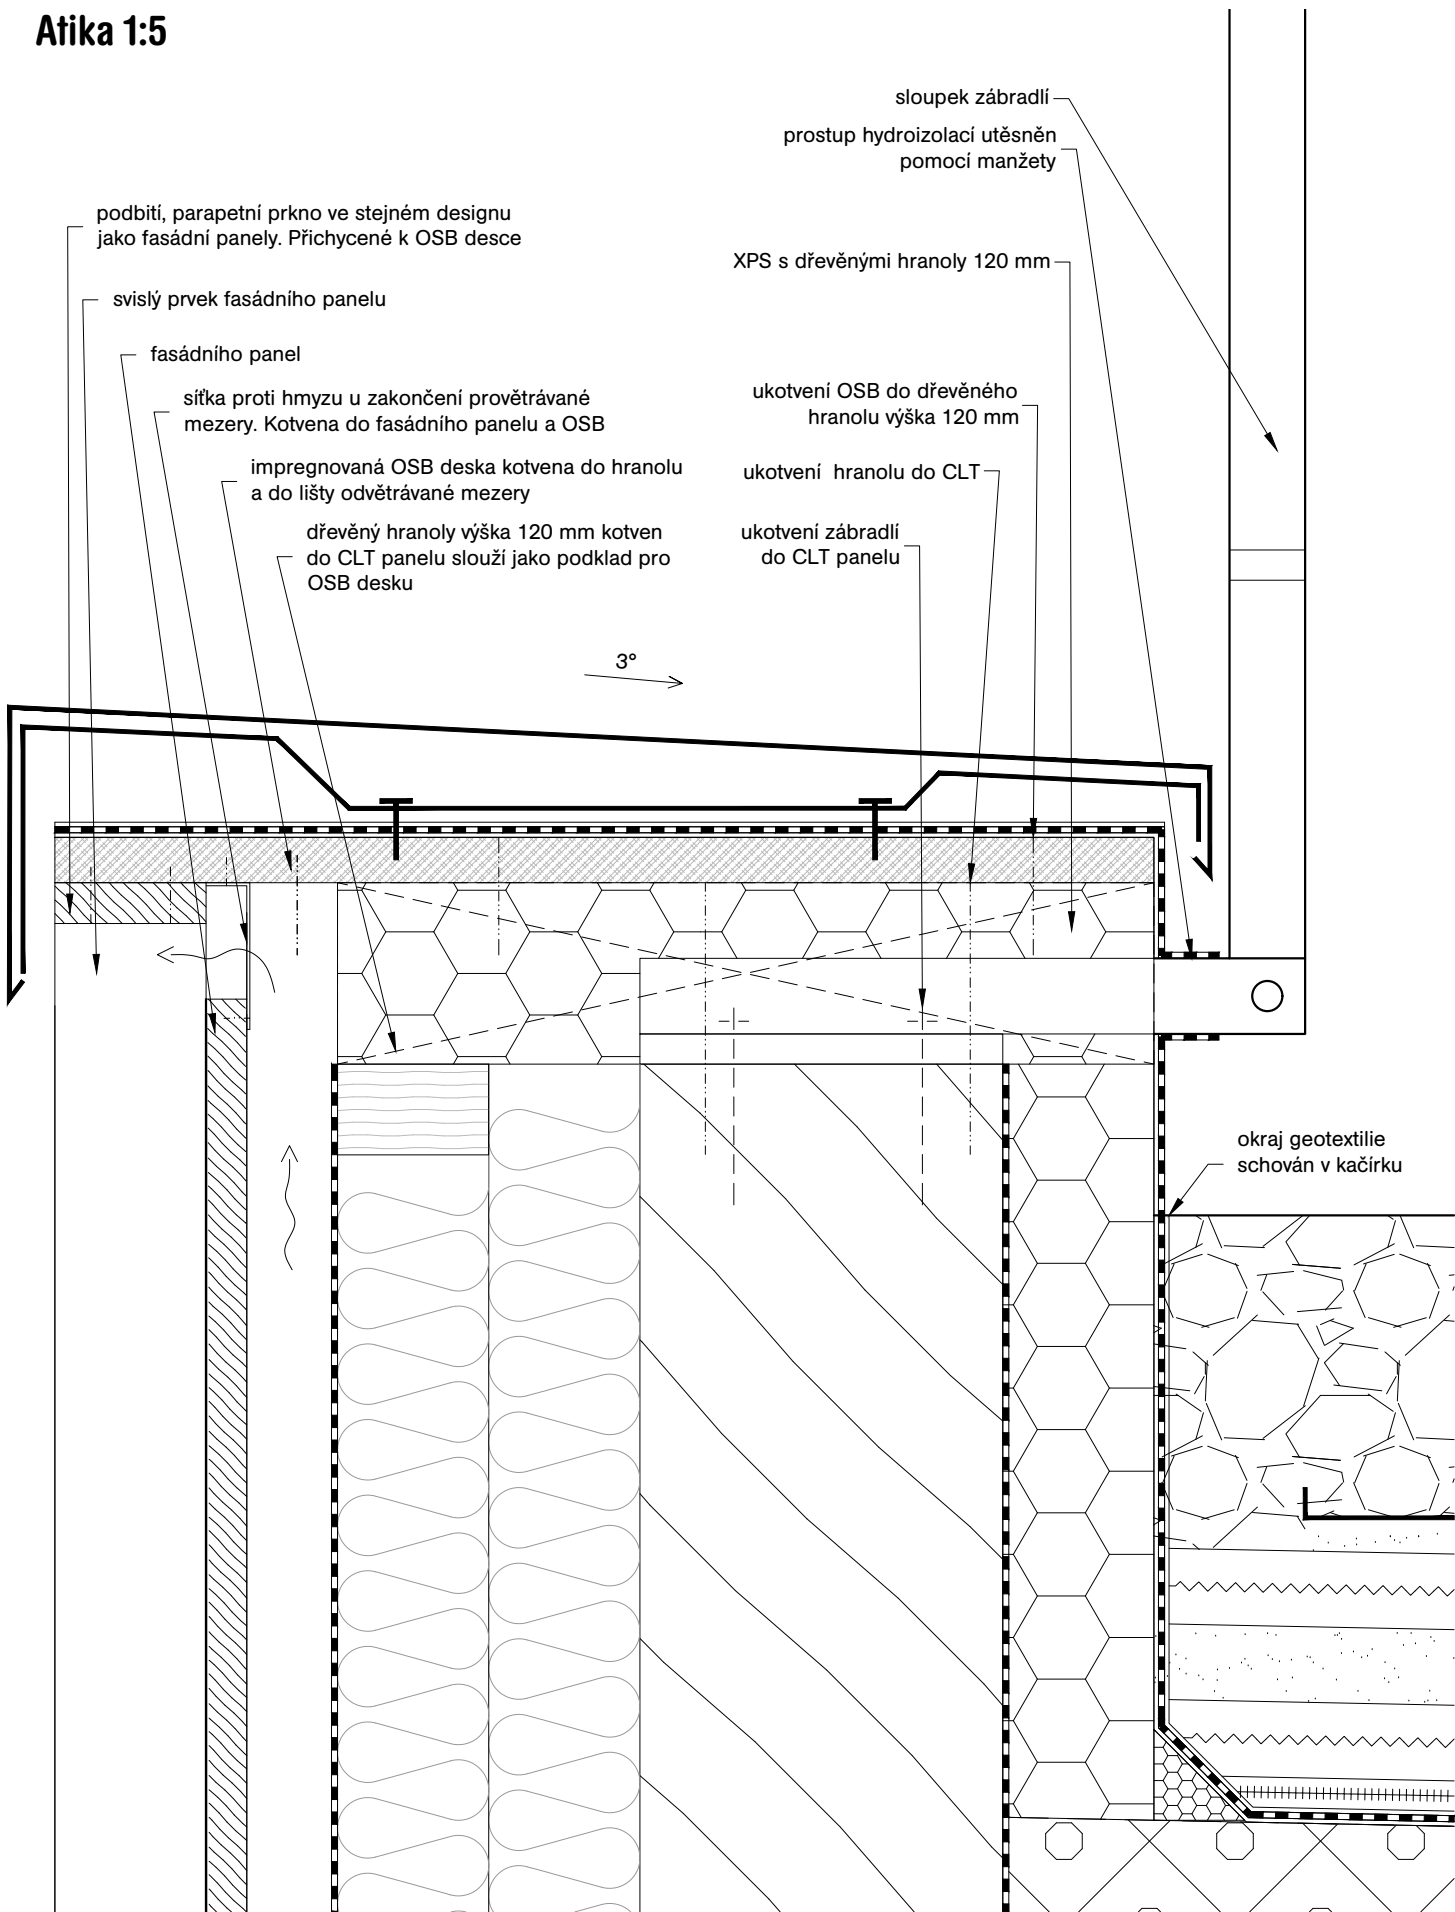 Atika 1:5
sloupek zábradlí
prostup hydroizolací utěsněn
pomocí manžety
podbití, parapetní prkno ve stejném designu
jako fasádní panely. Přichycené k OSB desce
XPS s dřevěnými hranoly 120 mm
svislý prvek fasádního panelu
fasádního panel
síťka proti hmyzu u zakončení provětrávané
mezery. Kotvena do fasádního panelu a OSB
ukotvení OSB do dřevěného
hranolu výška 120 mm
impregnovaná OSB deska kotvena do hranolu
a do lišty odvětrávané mezery
ukotvení hranolu do CLT
dřevěný hranoly výška 120 mm kotven
do CLT panelu slouží jako podklad pro
OSB desku
ukotvení zábradlí
do CLT panelu
3°
okraj geotextilie
schován v kačírku